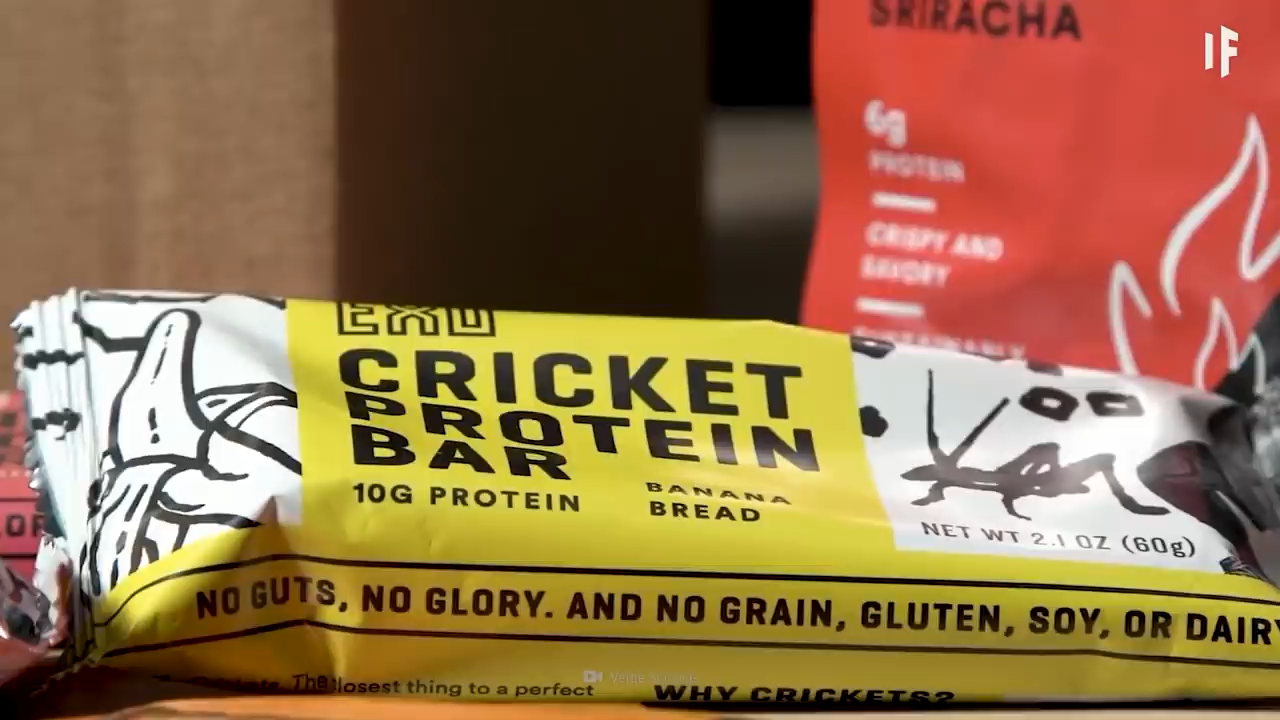 SRIRACHA
IF
6g
PROTEIN
CRISPY AND
SAVORY
EXO
CRICKET
PROTEIN
BAR
10G PROTEIN
BANANA
BREAD
NET WT 2.1 OZ (60g)
NO GUTS, NO GLORY. AND NO GRAIN, GLUTEN, SOY, OR DAIRY
The closest thing to a perfect
WHY CRICKETS?